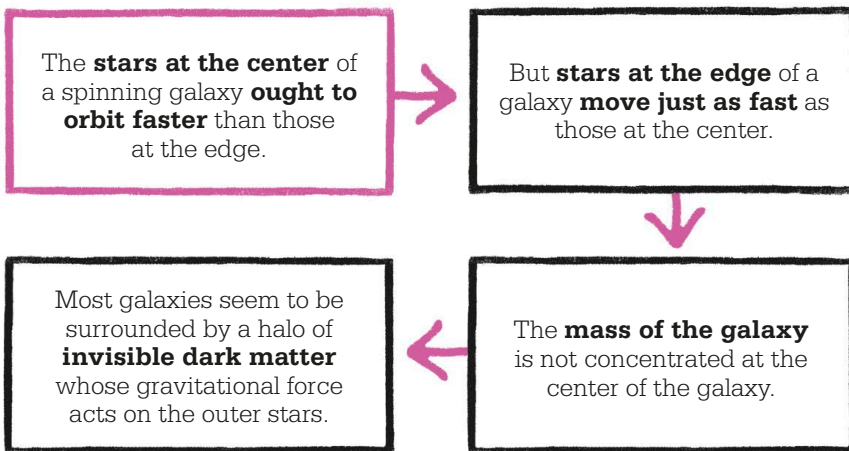 The stars at the center of
a spinning galaxy ought to
orbit faster than those
at the edge.
But stars at the edge of a
galaxy move just as fast as
those at the center.
The mass of the galaxy
is not concentrated at the
center of the galaxy.
Most galaxies seem to be
surrounded by a halo of
invisible dark matter
whose gravitational force
acts on the outer stars.